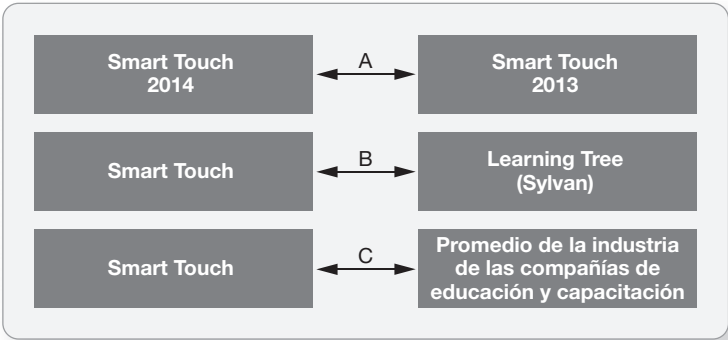 Smart Touch
2014
A
Smart Touch
2013
Smart Touch
B
Learning Tree
(Sylvan)
Smart Touch
C
Promedio de la industria
de las compañías de
educación y capacitación